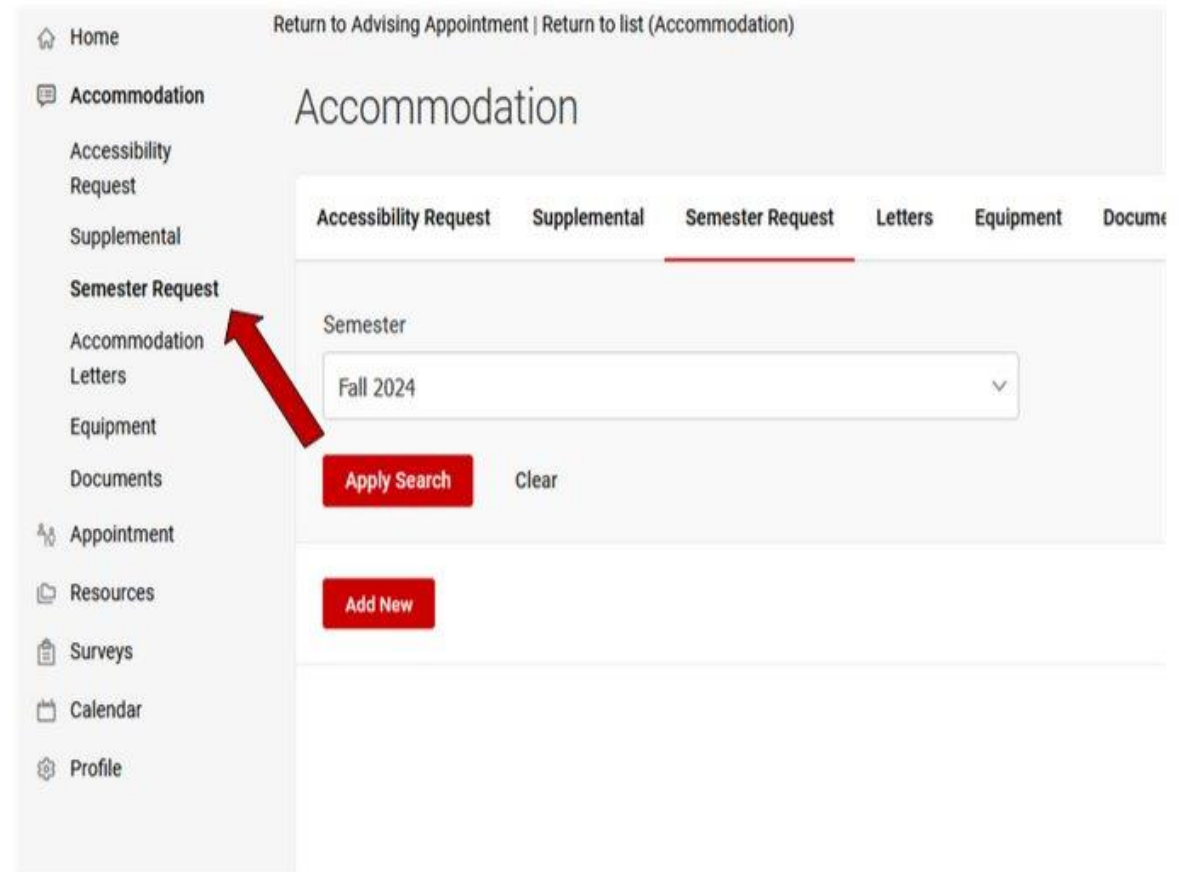 Home
Accommodation
Accessibility
Request
Supplemental
Semester Request
Accommodation
Letters
Equipment
Documents
Appointment
Resources
Surveys
Calendar
Profile
Return to Advising Appointment | Return to list (Accommodation)
Accommodation
Accessibility Request Supplemental Semester Request Letters Equipment Docume
Semester
Fall 2024
Apply Search Clear
Add New